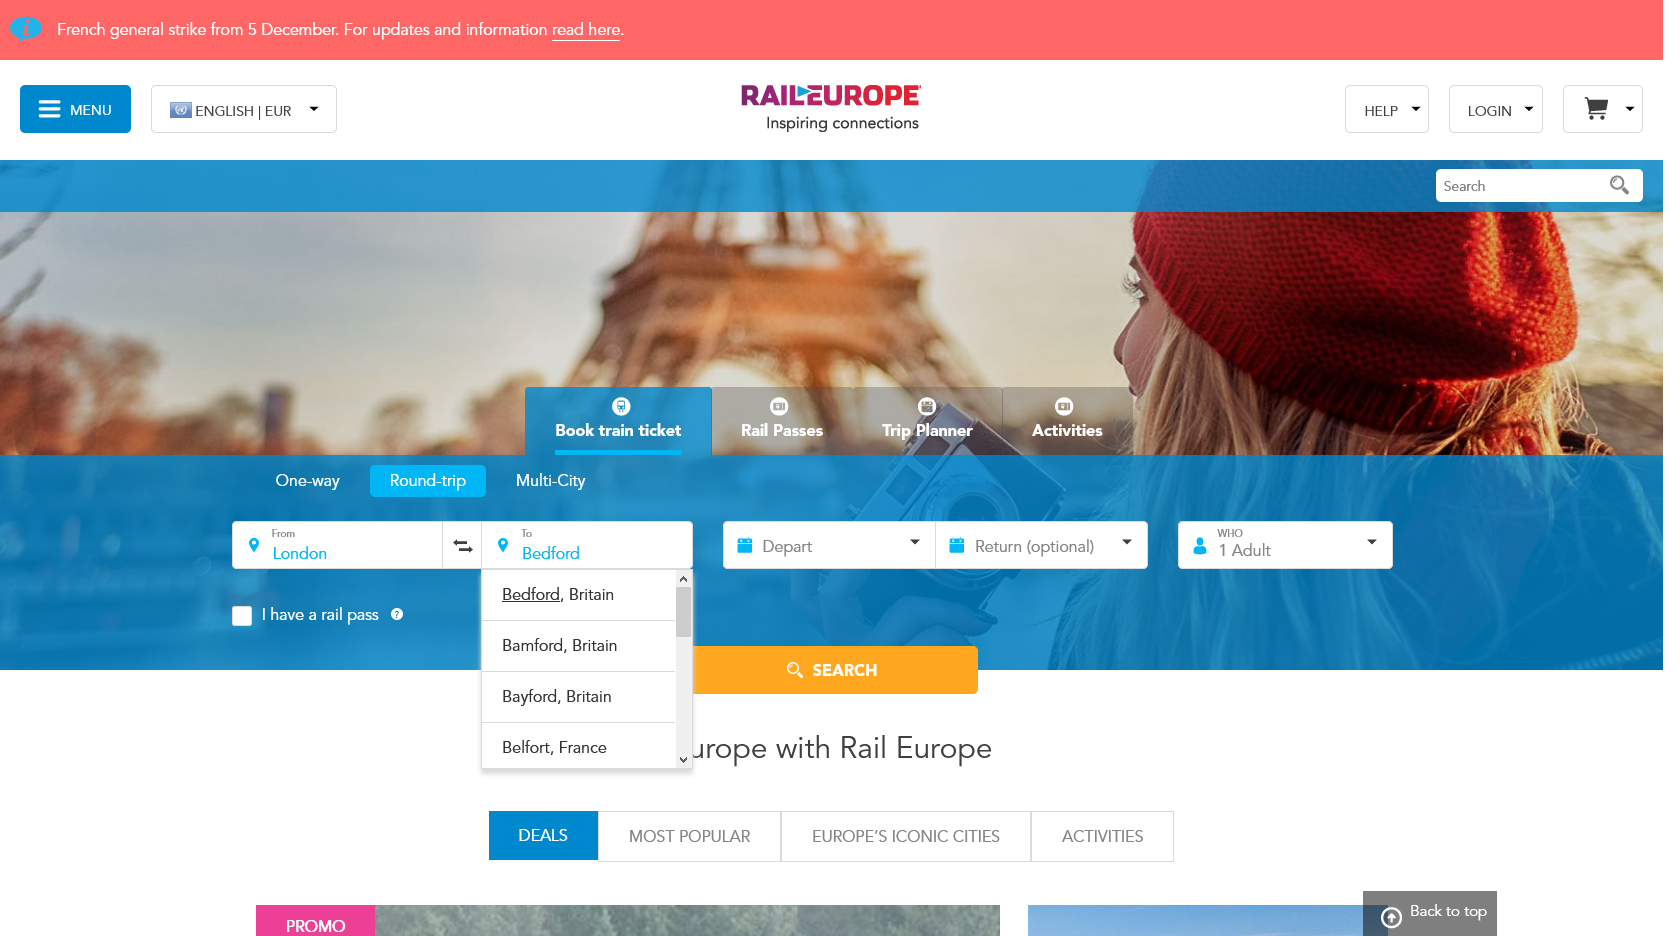 French general strike from 5 December. For updates and information read here.
MENU
ENGLISH | EUR
RAILEUROPE
Inspiring connections
HELP
LOGIN
Search
Book train ticket
Rail Passes
Trip Planner
Activities
One-way
Round-trip
Multi-City
From
London
To
Bedford
Depart
Return (optional)
WHO
1 Adult
Bedford, Britain
Bamford, Britain
Bayford, Britain
Belfort, France
I have a rail pass ?
SEARCH
urope with Rail Europe
DEALS
MOST POPULAR
EUROPE’S ICONIC CITIES
ACTIVITIES
PROMO
Back to top